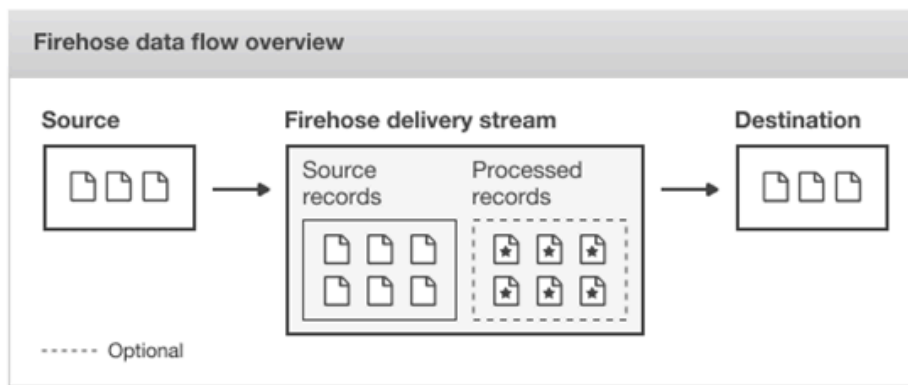 Firehose data flow overview
Source
Firehose delivery stream
Destination
Source
records
Processed
records
Optional